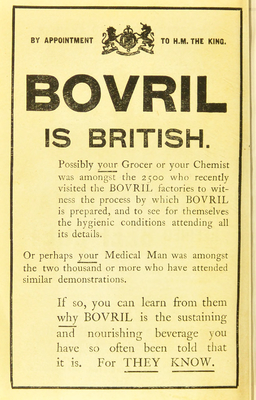 BY APPOINTMENT TO H.M. THE KING.
BOVRIL
IS BRITISH.
Possibly your Grocer or your Chemist
was amongst the 2500 who recently
visited the BOVRIL factories to wit-
ness the process by which BOVRIL
is prepared, and to see for themselves
the hygienic conditions attending all
its details.
Or perhaps your Medical Man was amongst
the two thousand or more who have attended
similar demonstrations.
If so, you can learn from them
why BOVRIL is the sustaining
and nourishing beverage you
have so often been told that
it is. For THEY KNOW.